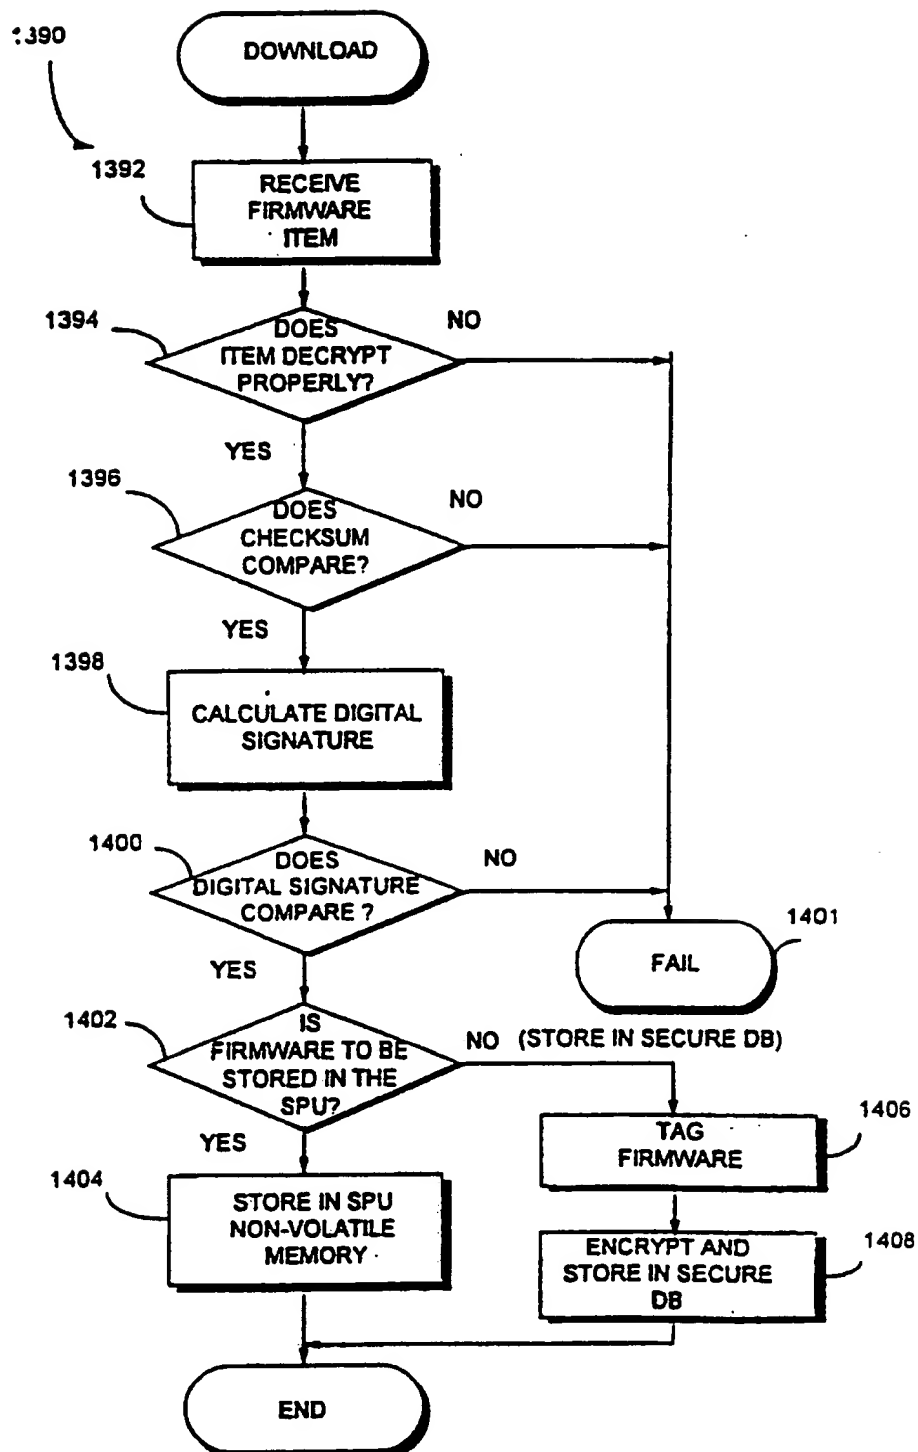 1390
DOWNLOAD
1392
RECEIVE
FIRMWARE
ITEM
1394
DOES
ITEM DECRYPT
PROPERLY?
NO
YES
1396
DOES
CHECKSUM
COMPARE?
NO
YES
1398
CALCULATE DIGITAL
SIGNATURE
1400
DOES
DIGITAL SIGNATURE
COMPARE ?
NO
1401
FAIL
YES
1402
IS
FIRMWARE TO BE
STORED IN THE
SPU?
NO (STORE IN SECURE DB)
YES
1406
TAG
FIRMWARE
1404
STORE IN SPU
NON-VOLATILE
MEMORY
1408
ENCRYPT AND
STORE IN SECURE
DB
END